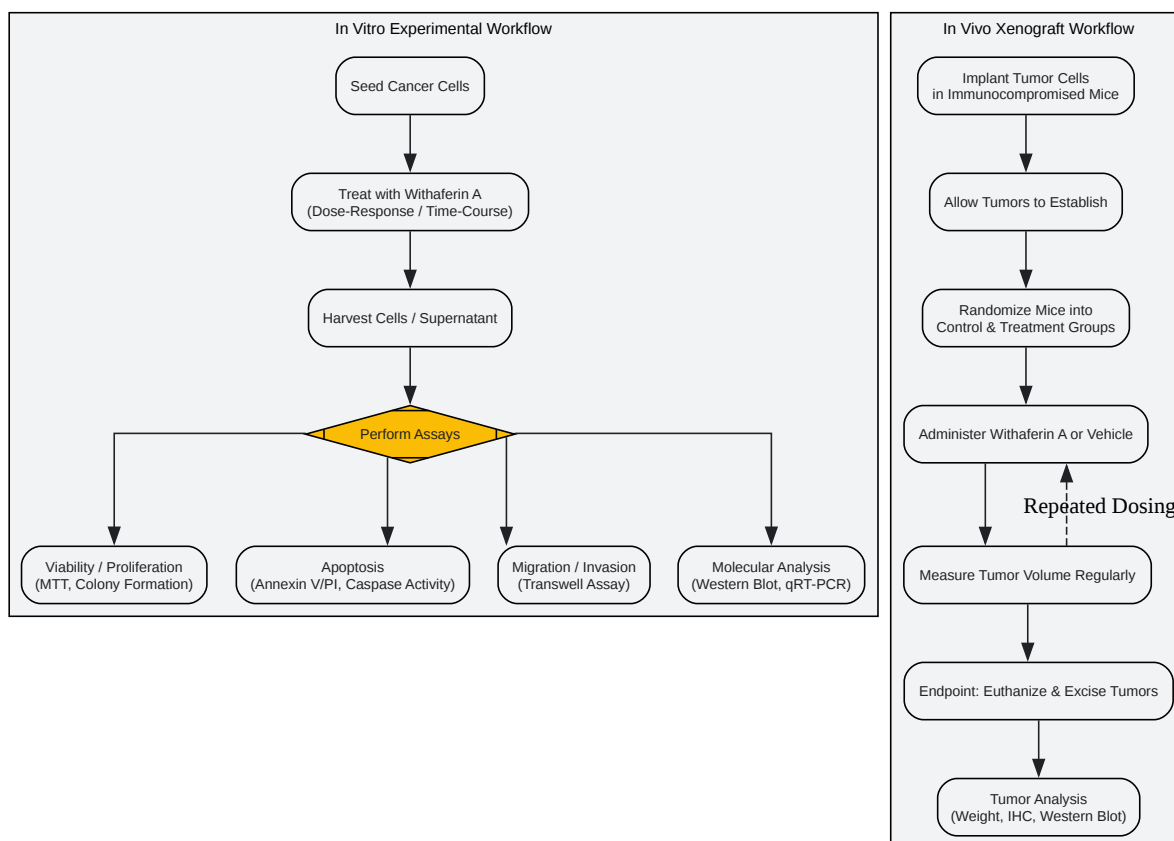 In Vitro Experimental Workflow
Seed Cancer Cells
Treat with Withaferin A
(Dose-Response / Time-Course)
Harvest Cells / Supernatant
Perform Assays
Viability / Proliferation
(MTT, Colony Formation)
Apoptosis
(Annexin V/PI, Caspase Activity)
Migration / Invasion
(Transwell Assay)
Molecular Analysis
(Western Blot, qRT-PCR)
In Vivo Xenograft Workflow
Implant Tumor Cells
in Immunocompromised Mice
Allow Tumors to Establish
Randomize Mice into
Control & Treatment Groups
Administer Withaferin A or Vehicle
Repeated Dosing
Measure Tumor Volume Regularly
Endpoint: Euthanize & Excise Tumors
Tumor Analysis
(Weight, IHC, Western Blot)